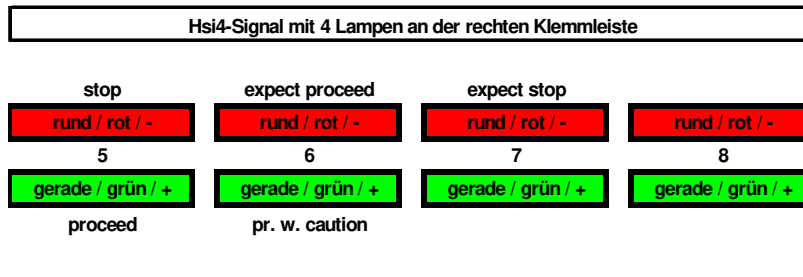 Hsi4-Signal mit 4 Lampen an der rechten Klemmleiste
stop expect proceed expect stop
rund / rot / - rund / rot / - rund / rot / - rund / rot / -
5 6 7 8
gerade / grün / + gerade / grün / + gerade / grün / + gerade / grün / +
proceed pr. w. caution